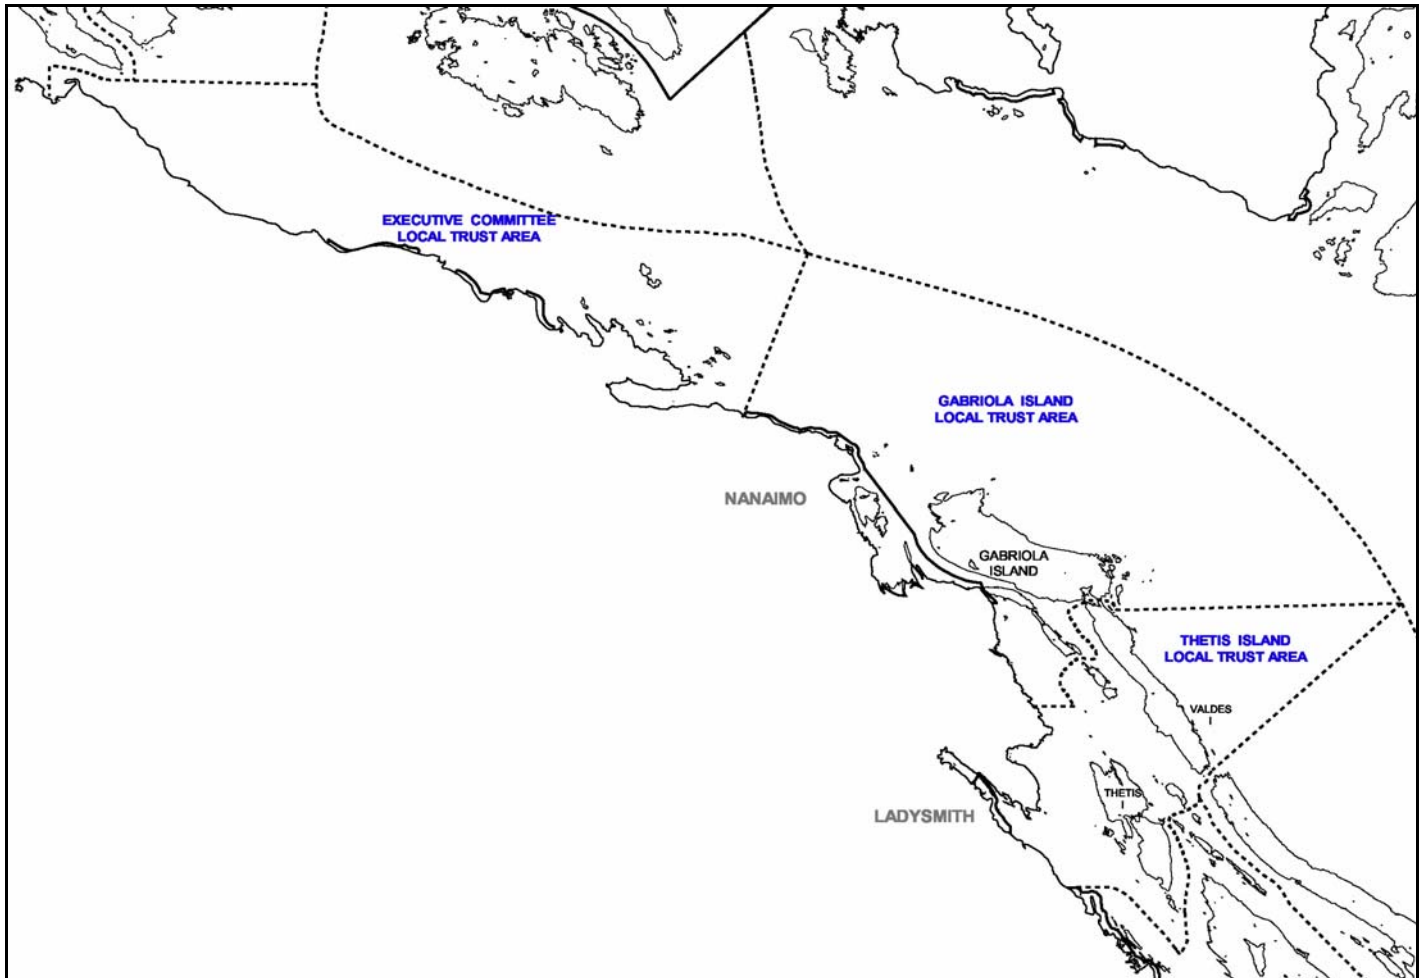 EXECUTIVE COMMITTEE
LOCAL TRUST AREA
GABRIOLA ISLAND
LOCAL TRUST AREA
NANAIMO
GABRIOLA
ISLAND
THETIS ISLAND
LOCAL TRUST AREA
VALDES
I
THETIS
I
LADYSMITH